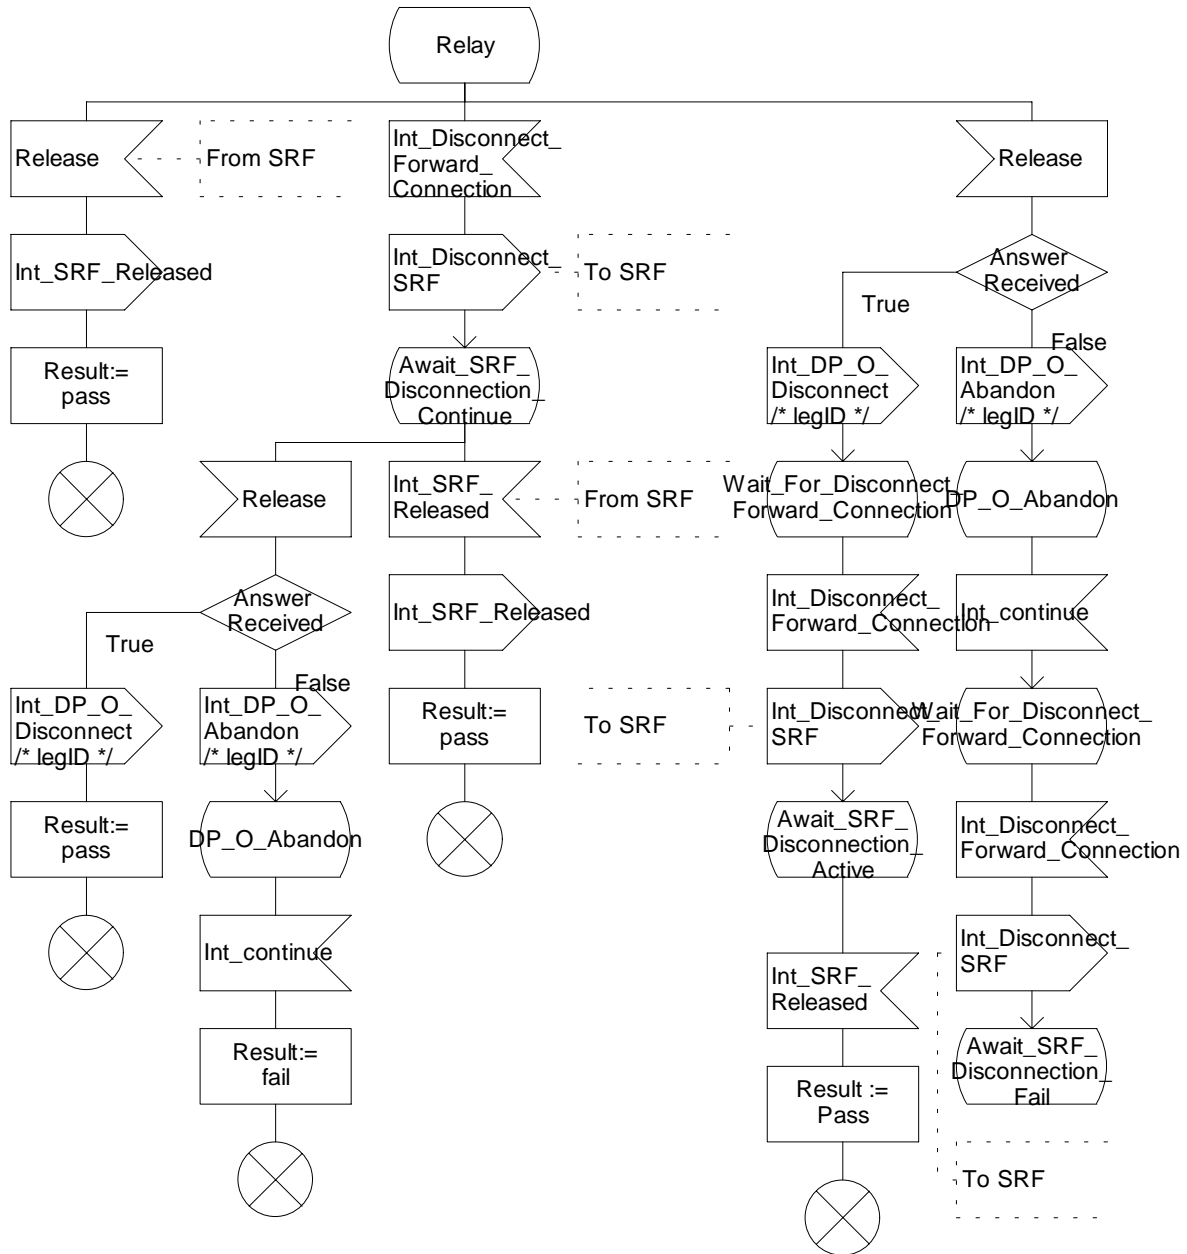 Relay
Release
From SRF
Int_Disconnect_
Forward_
Connection
Release
Int_SRF_Released
Int_Disconnect_
SRF
To SRF
Answer
Received
True
False
Result:=
pass
Await_SRF_
Disconnection_
Continue
Int_DP_O_
Disconnect
/* legID */
Int_DP_O_
Abandon
/* legID */
Release
Int_SRF_
Released
From SRF
Wait_For_Disconnect_
Forward_Connection
DP_O_Abandon
Answer
Received
True
False
Int_SRF_Released
Int_Disconnect_
Forward_Connection
Int_continue
Int_DP_O_
Disconnect
/* legID */
Int_DP_O_
Abandon
/* legID */
Result:=
pass
To SRF
Int_Disconnect_
SRF
Wait_For_Disconnect_
Forward_Connection
Result:=
pass
DP_O_Abandon
Await_SRF_
Disconnection_
Active
Int_Disconnect_
Forward_Connection
Int_continue
Int_SRF_
Released
Int_Disconnect_
SRF
Result:=
fail
Result :=
Pass
Await_SRF_
Disconnection_
Fail
To SRF